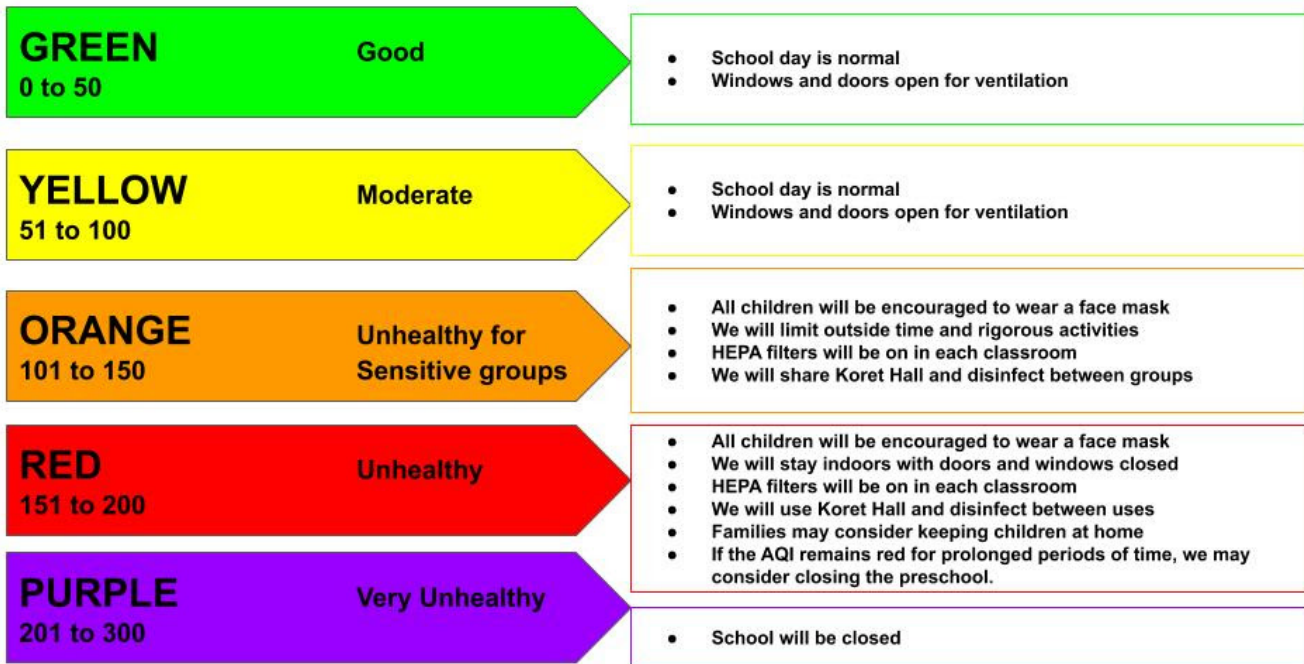 GREEN Good
0 to 50
● School day is normal
● Windows and doors open for ventilation
YELLOW Moderate
51 to 100
● School day is normal
● Windows and doors open for ventilation
ORANGE Unhealthy for
101 to 150 Sensitive groups
● All children will be encouraged to wear a face mask
● We will limit outside time and rigorous activities
● HEPA filters will be on in each classroom
● We will share Koret Hall and disinfect between groups
RED Unhealthy
151 to 200
● All children will be encouraged to wear a face mask
● We will stay indoors with doors and windows closed
● HEPA filters will be on in each classroom
● We will use Koret Hall and disinfect between uses
● Families may consider keeping children at home
● If the AQI remains red for prolonged periods of time, we may
consider closing the preschool.
PURPLE Very Unhealthy
201 to 300
● School will be closed